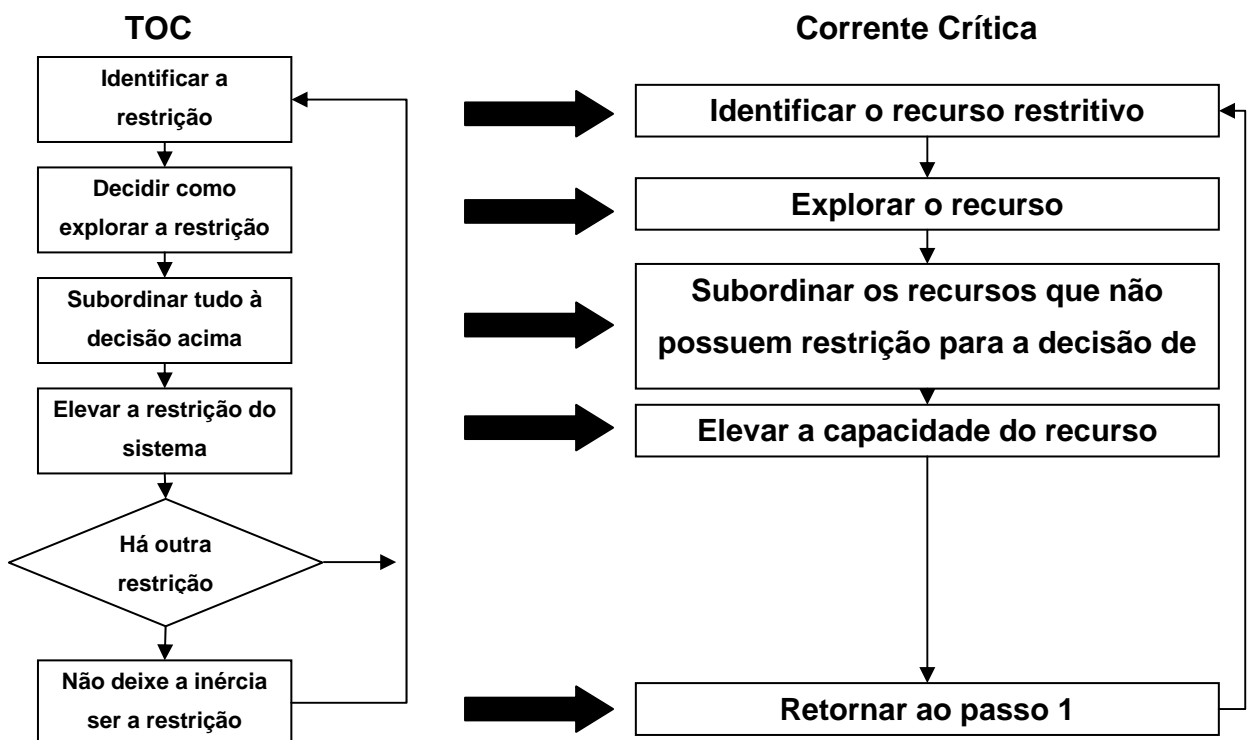 TOC
Identificar a
restrição
Decidir como
explorar a restrição
Subordinar tudo à
decisão acima
Elevar a restrição do
sistema
Há outra
restrição
Não deixe a inércia
ser a restrição
Corrente Crítica
Identificar o recurso restritivo
Explorar o recurso
Subordinar os recursos que não
possuem restrição para a decisão de
Elevar a capacidade do recurso
Retornar ao passo 1